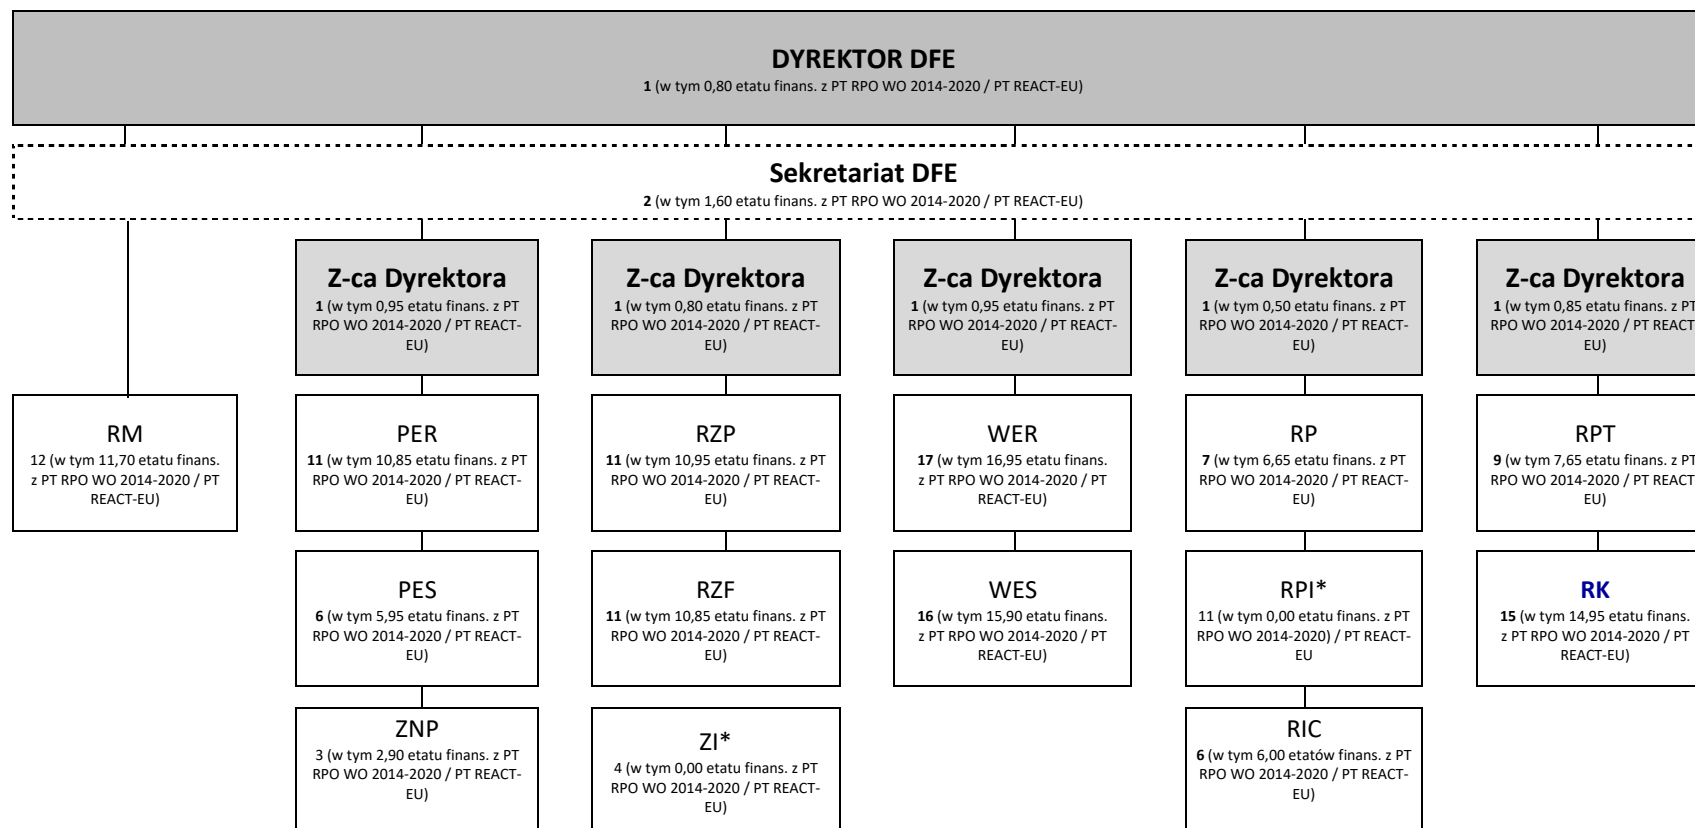 DYREKTOR DFE
1 (w tym 0,80 etatu finans. z PT RPO WO 2014-2020 / PT REACT-EU)
Sekretariat DFE
2 (w tym 1,60 etatu finans. z PT RPO WO 2014-2020 / PT REACT-EU)
Z-ca Dyrektora
1 (w tym 0,95 etatu finans. z PT
RPO WO 2014-2020 / PT REACT-
EU)
Z-ca Dyrektora
1 (w tym 0,80 etatu finans. z PT
RPO WO 2014-2020 / PT REACT-
EU)
Z-ca Dyrektora
1 (w tym 0,95 etatu finans. z PT
RPO WO 2014-2020 / PT REACT-
EU)
Z-ca Dyrektora
1 (w tym 0,50 etatu finans. z PT
RPO WO 2014-2020 / PT REACT-
EU)
Z-ca Dyrektora
1 (w tym 0,85 etatu finans. z PT
RPO WO 2014-2020 / PT REACT
EU)
RM
12 (w tym 11,70 etatu finans.
z PT RPO WO 2014-2020 / PT
REACT-EU)
PER
11 (w tym 10,85 etatu finans. z PT
RPO WO 2014-2020 / PT REACT-
EU)
RZP
11 (w tym 10,95 etatu finans. z PT
RPO WO 2014-2020 / PT REACT-
EU)
WER
17 (w tym 16,95 etatu finans.
z PT RPO WO 2014-2020 / PT
REACT-EU)
RP
7 (w tym 6,65 etatu finans. z PT
RPO WO 2014-2020 / PT REACT-
EU)
RPT
9 (w tym 7,65 etatu finans. z PT
RPO WO 2014-2020 / PT REACT
EU)
PES
6 (w tym 5,95 etatu finans. z PT
RPO WO 2014-2020 / PT REACT-
EU)
RZF
11 (w tym 10,85 etatu finans. z PT
RPO WO 2014-2020 / PT REACT-
EU)
WES
16 (w tym 15,90 etatu finans.
z PT RPO WO 2014-2020 / PT
REACT-EU)
RPI*
11 (w tym 0,00 etatu finans. z PT
RPO WO 2014-2020) / PT REACT-
EU
RK
15 (w tym 14,95 etatu finans.
z PT RPO WO 2014-2020 / PT
REACT-EU)
ZNP
3 (w tym 2,90 etatu finans. z PT
RPO WO 2014-2020 / PT REACT-
EU)
ZI*
4 (w tym 0,00 etatu finans. z PT
RPO WO 2014-2020 / PT REACT-
EU)
RIC
6 (w tym 6,00 etatów finans. z PT
RPO WO 2014-2020 / PT REACT-
EU)